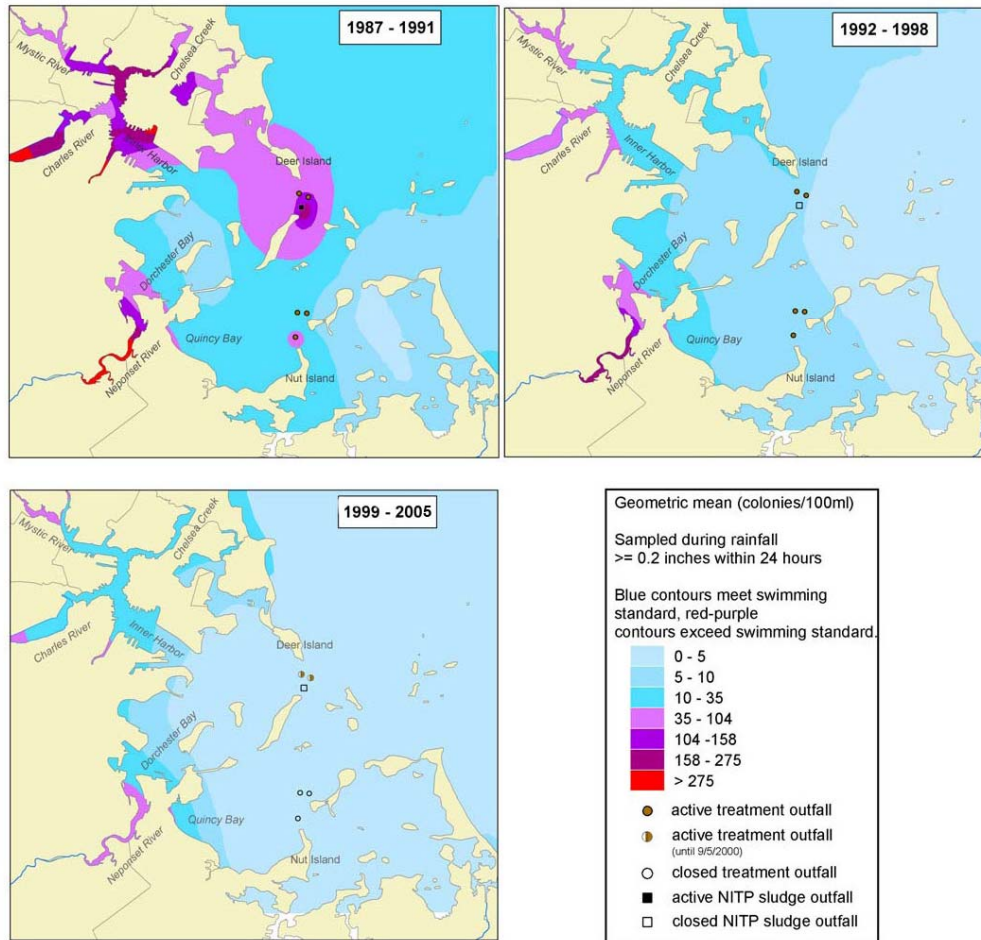 1987 - 1991
Mystic River
Chelsea Creek
Charles River
Inner Harbor
Deer Island
Dorchester Bay
Quincy Bay
Neponset River
Nut Island
1992 - 1998
Mystic River
Chelsea Creek
Charles River
Inner Harbor
Deer Island
Dorchester Bay
Quincy Bay
Neponset River
Nut Island
1999 - 2005
Mystic River
Chelsea Creek
Charles River
Inner Harbor
Deer Island
Dorchester Bay
Quincy Bay
Neponset River
Nut Island
Geometric mean (colonies/100ml)
Sampled during rainfall
>= 0.2 inches within 24 hours
Blue contours meet swimming
standard, red-purple
contours exceed swimming standard.
0 - 5
5 - 10
10 - 35
35 - 104
104 -158
158 - 275
> 275
active treatment outfall
active treatment outfall
(until 9/5/2000)
closed treatment outfall
active NITP sludge outfall
closed NITP sludge outfall